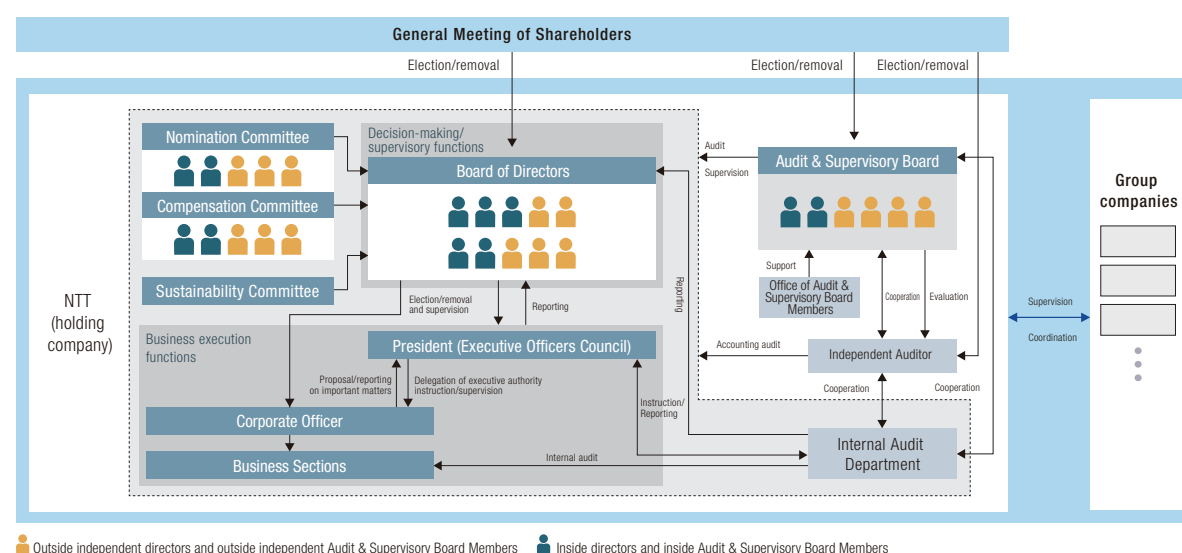 General Meeting of Shareholders
Election/removal
Election/removal
Election/removal
NTT
(holding
company)
Nomination Committee
Compensation Committee
Sustainability Committee
Decision-making/
supervisory functions
Board of Directors
Audit
Supervision
Audit & Supervisory Board
Support
Office of Audit &
Supervisory Board
Members
Cooperation
Evaluation
Reporting
Election/removal
and supervision
Reporting
Business execution
functions
President (Executive Officers Council)
Accounting audit
Independent Auditor
Proposal/reporting
on important matters
Delegation of executive authority
instruction/supervision
Instruction/
Reporting
Cooperation
Cooperation
Corporate Officer
Business Sections
Internal audit
Internal Audit
Department
Supervision
Coordination
Group
companies
Outside independent directors and outside independent Audit & Supervisory Board Members
Inside directors and inside Audit & Supervisory Board Members